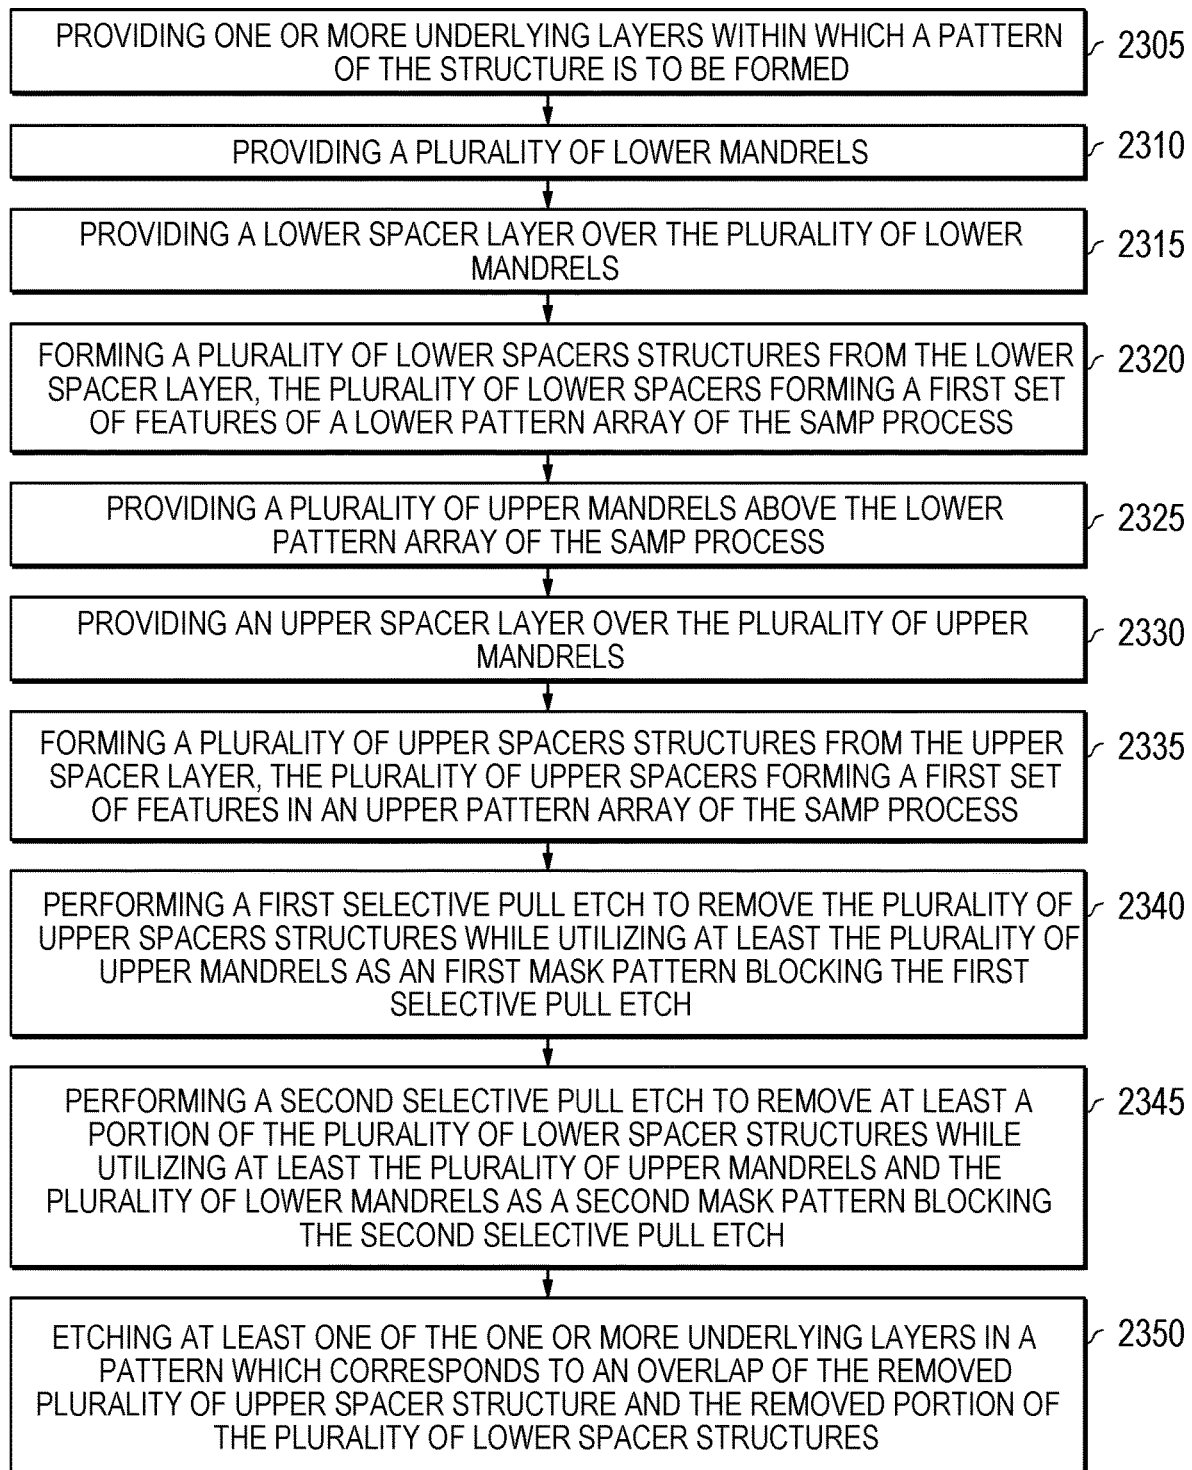 PROVIDING ONE OR MORE UNDERLYING LAYERS WITHIN WHICH A PATTERN
OF THE STRUCTURE IS TO BE FORMED
2305
PROVIDING A PLURALITY OF LOWER MANDRELS
2310
PROVIDING A LOWER SPACER LAYER OVER THE PLURALITY OF LOWER
MANDRELS
2315
FORMING A PLURALITY OF LOWER SPACERS STRUCTURES FROM THE LOWER
SPACER LAYER, THE PLURALITY OF LOWER SPACERS FORMING A FIRST SET
OF FEATURES OF A LOWER PATTERN ARRAY OF THE SAMP PROCESS
2320
PROVIDING A PLURALITY OF UPPER MANDRELS ABOVE THE LOWER
PATTERN ARRAY OF THE SAMP PROCESS
2325
PROVIDING AN UPPER SPACER LAYER OVER THE PLURALITY OF UPPER
MANDRELS
2330
FORMING A PLURALITY OF UPPER SPACERS STRUCTURES FROM THE UPPER
SPACER LAYER, THE PLURALITY OF UPPER SPACERS FORMING A FIRST SET
OF FEATURES IN AN UPPER PATTERN ARRAY OF THE SAMP PROCESS
2335
PERFORMING A FIRST SELECTIVE PULL ETCH TO REMOVE THE PLURALITY OF
UPPER SPACERS STRUCTURES WHILE UTILIZING AT LEAST THE PLURALITY OF
UPPER MANDRELS AS AN FIRST MASK PATTERN BLOCKING THE FIRST
SELECTIVE PULL ETCH
2340
PERFORMING A SECOND SELECTIVE PULL ETCH TO REMOVE AT LEAST A
PORTION OF THE PLURALITY OF LOWER SPACER STRUCTURES WHILE
UTILIZING AT LEAST THE PLURALITY OF UPPER MANDRELS AND THE
PLURALITY OF LOWER MANDRELS AS A SECOND MASK PATTERN BLOCKING
THE SECOND SELECTIVE PULL ETCH
2345
ETCHING AT LEAST ONE OF THE ONE OR MORE UNDERLYING LAYERS IN A
PATTERN WHICH CORRESPONDS TO AN OVERLAP OF THE REMOVED
PLURALITY OF UPPER SPACER STRUCTURE AND THE REMOVED PORTION OF
THE PLURALITY OF LOWER SPACER STRUCTURES
2350